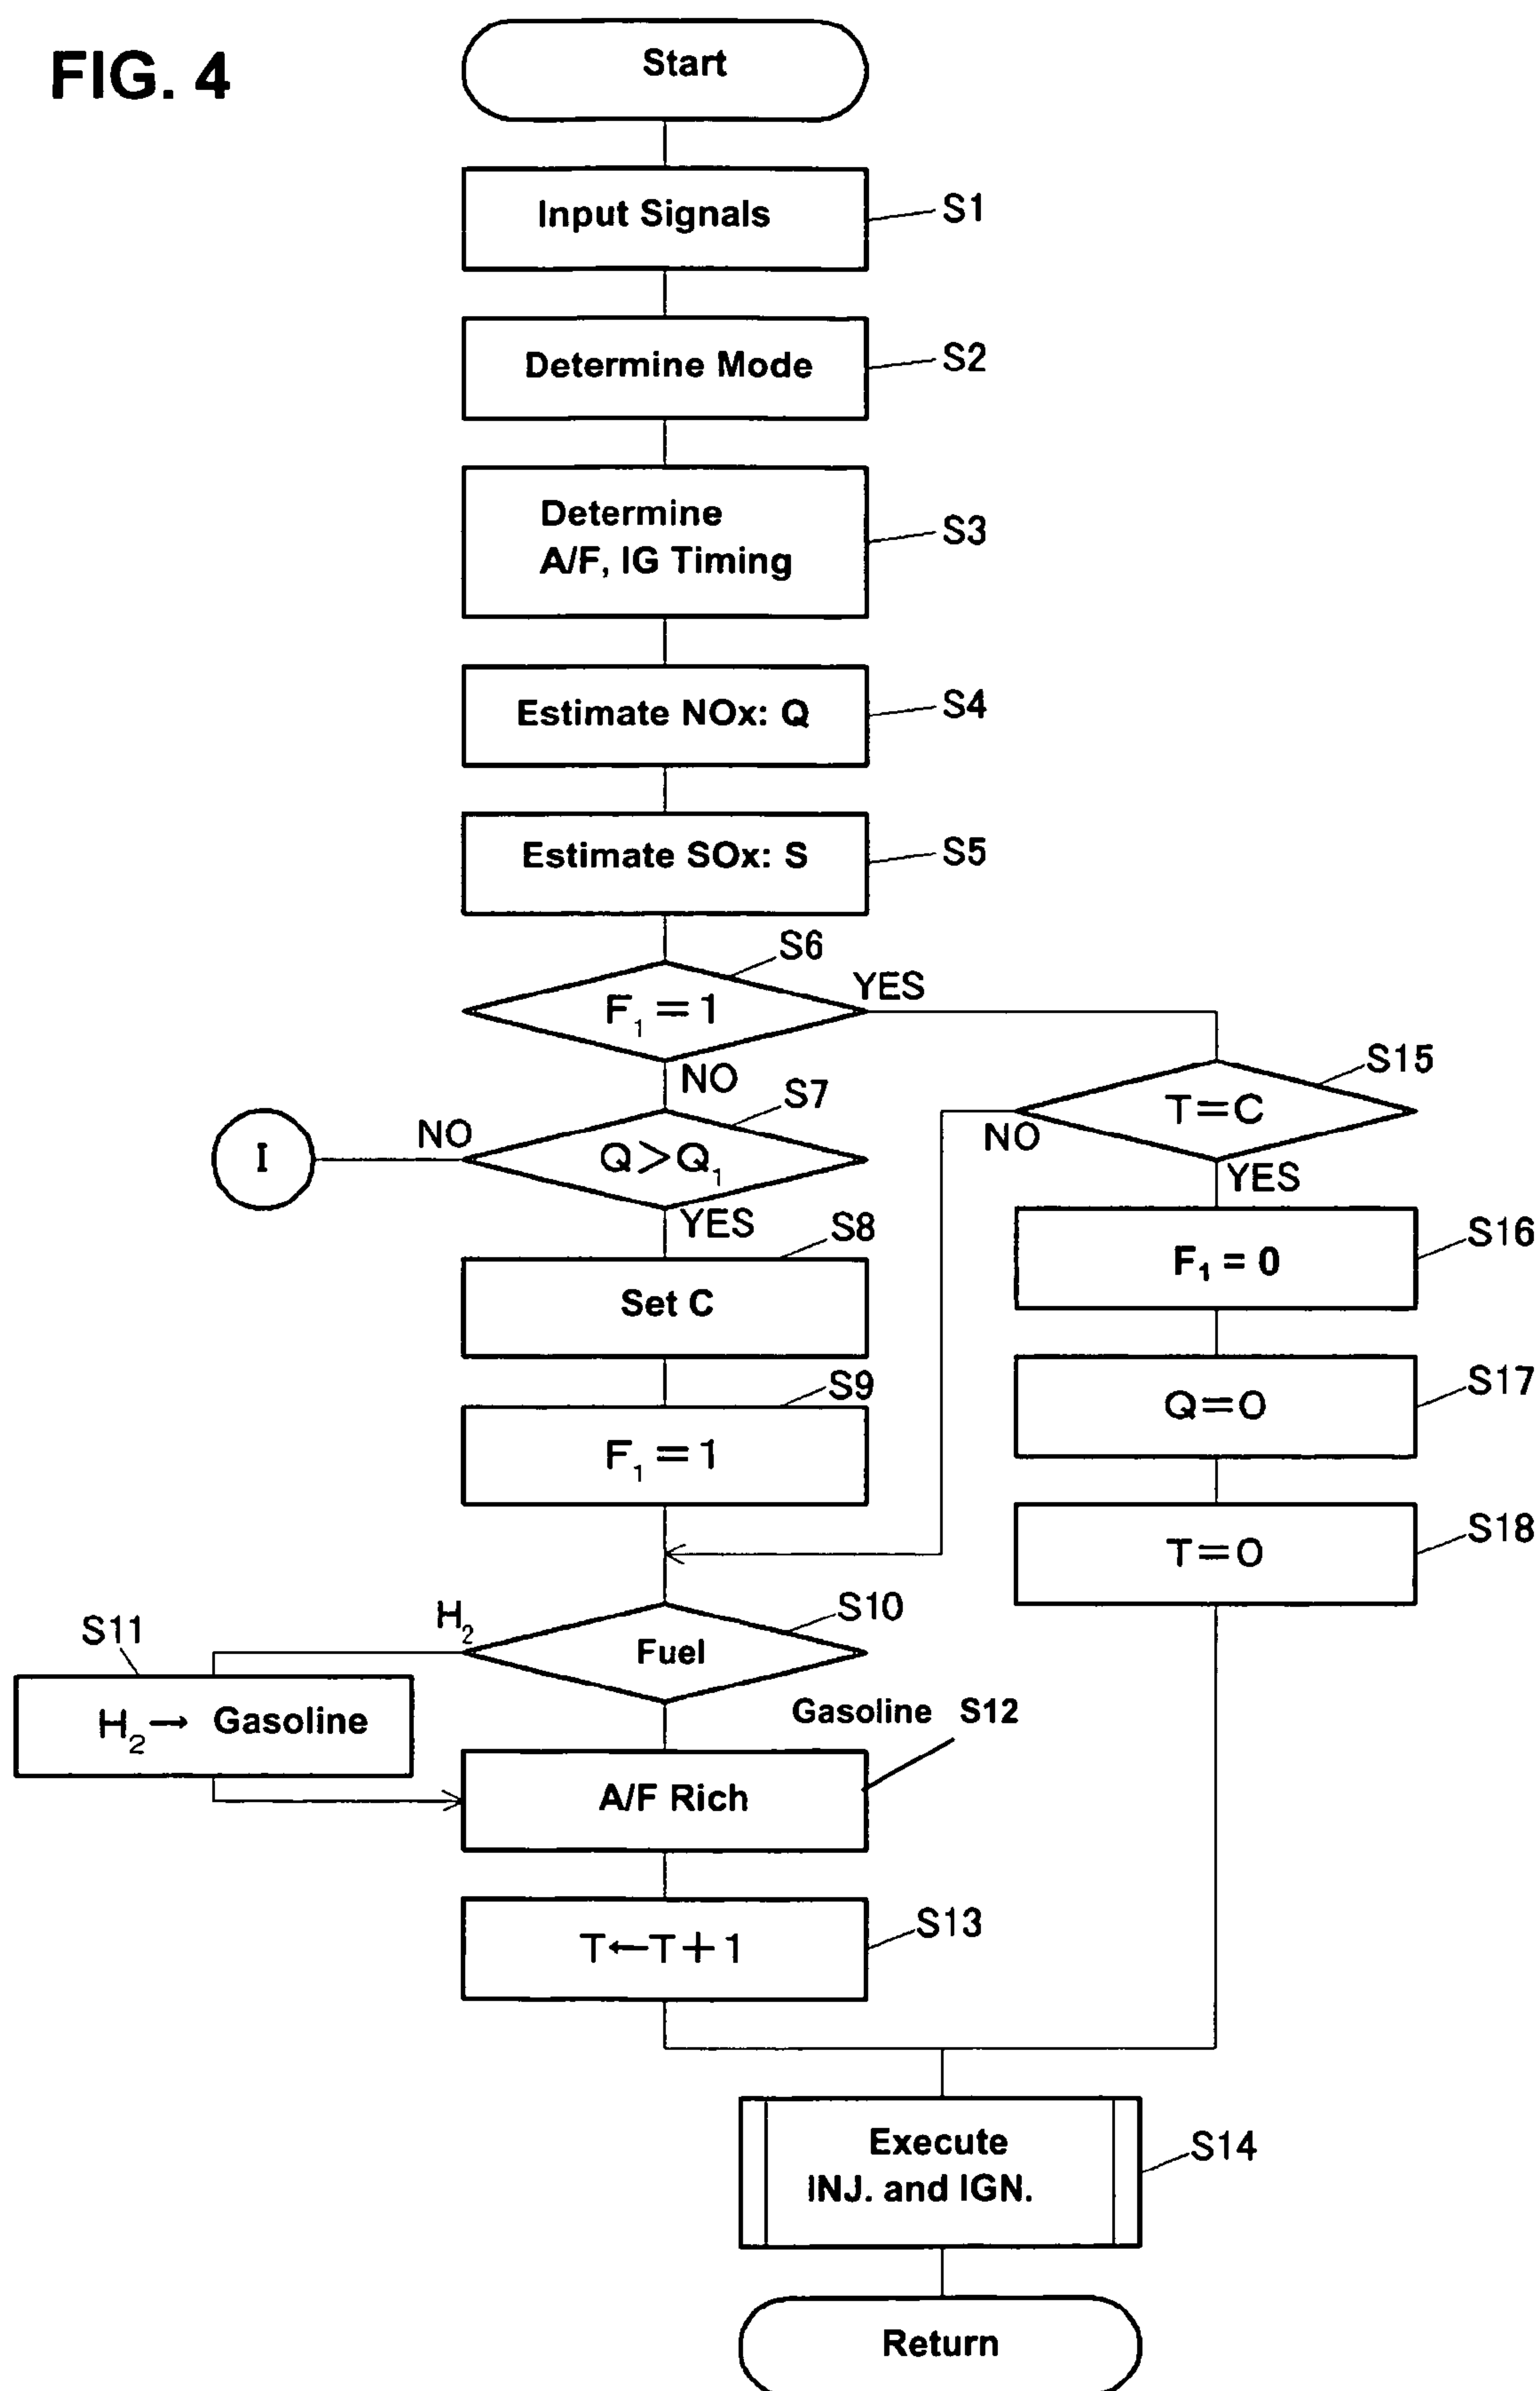 FIG. 4
Start
Input Signals
S1
Determine Mode
S2
Determine
A/F, IG Timing
S3
Estimate NOx: Q
S4
Estimate SOx: S
S5
S6
F₁ = 1
YES
NO
S7
Q > Q₁
NO
I
YES
S15
T = C
NO
YES
S8
Set C
S16
F₁ = 0
S9
F₁ = 1
S17
Q = 0
S18
T = 0
S10
Fuel
H₂
S11
H₂ → Gasoline
Gasoline S12
A/F Rich
S13
T ← T + 1
Execute
INJ. and IGN.
S14
Return